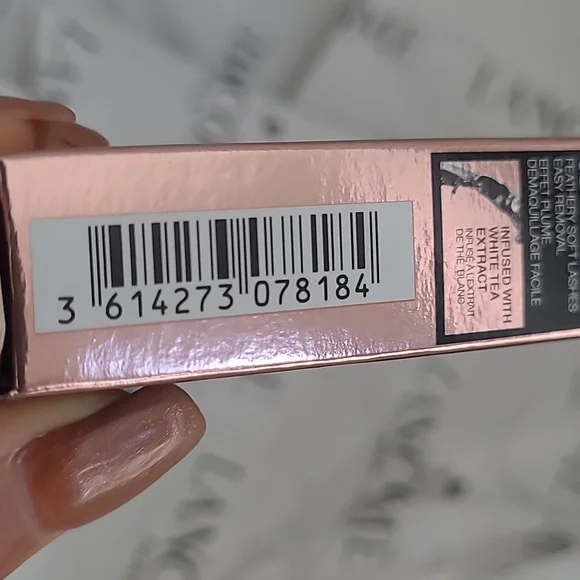 3 614273 078184
FEATHERY SOFT LASHES
EASY REMOVAL
EFFET PLUME
DÉMAQUILLAGE FACILE
INFUSED WITH
WHITE TEA
EXTRACT
INFUSÉ À L'EXTRAIT
DE THÉ BLANC